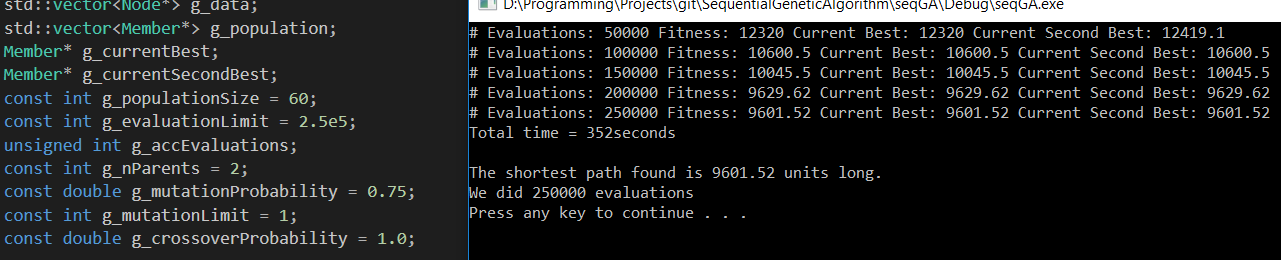 std::vector<Node*> g_data;
std::vector<Member*> g_population;
Member* g_currentBest;
Member* g_currentSecondBest;
const int g_populationSize = 60;
const int g_evaluationLimit = 2.5e5;
unsigned int g_accEvaluations;
const int g_nParents = 2;
const double g_mutationProbability = 0.75;
const int g_mutationLimit = 1;
const double g_crossoverProbability = 1.0;
D:\Programming\Projects\git\SequentialGeneticAlgorithm\seqGA\Debug\seqGA.exe
# Evaluations: 50000 Fitness: 12320 Current Best: 12320 Current Second Best: 12419.1
# Evaluations: 100000 Fitness: 10600.5 Current Best: 10600.5 Current Second Best: 10600.5
# Evaluations: 150000 Fitness: 10045.5 Current Best: 10045.5 Current Second Best: 10045.5
# Evaluations: 200000 Fitness: 9629.62 Current Best: 9629.62 Current Second Best: 9629.62
# Evaluations: 250000 Fitness: 9601.52 Current Best: 9601.52 Current Second Best: 9601.52
Total time = 352seconds
The shortest path found is 9601.52 units long.
We did 250000 evaluations
Press any key to continue . . .